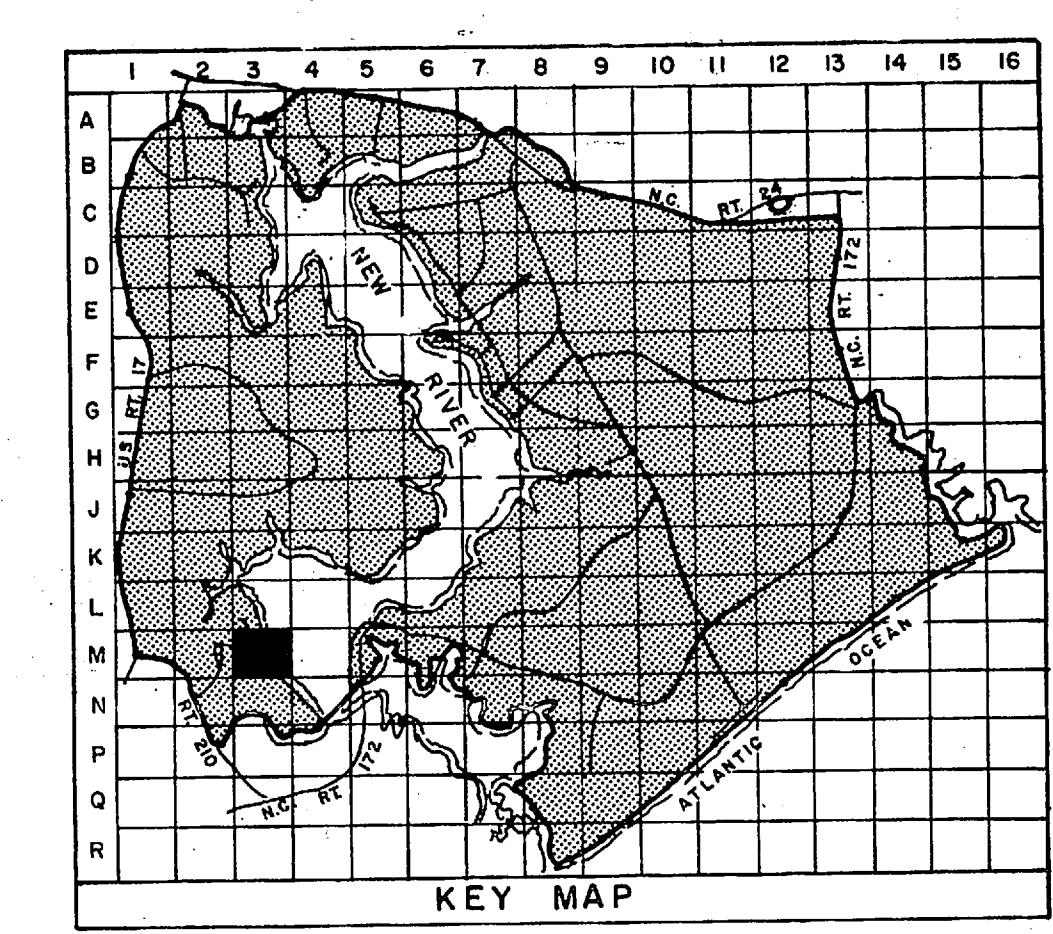 1 2 3 4 5 6 7 8 9 10 11 12 13 14 15 16
A
B
C
D
E
F
G
H
J
K
L
M
N
P
Q
R
N.C. RT. 24
N.C. RT. 172
NEW RIVER
US RT. 17
RT. 210
N.C. RT. 172
ATLANTIC OCEAN
KEY MAP